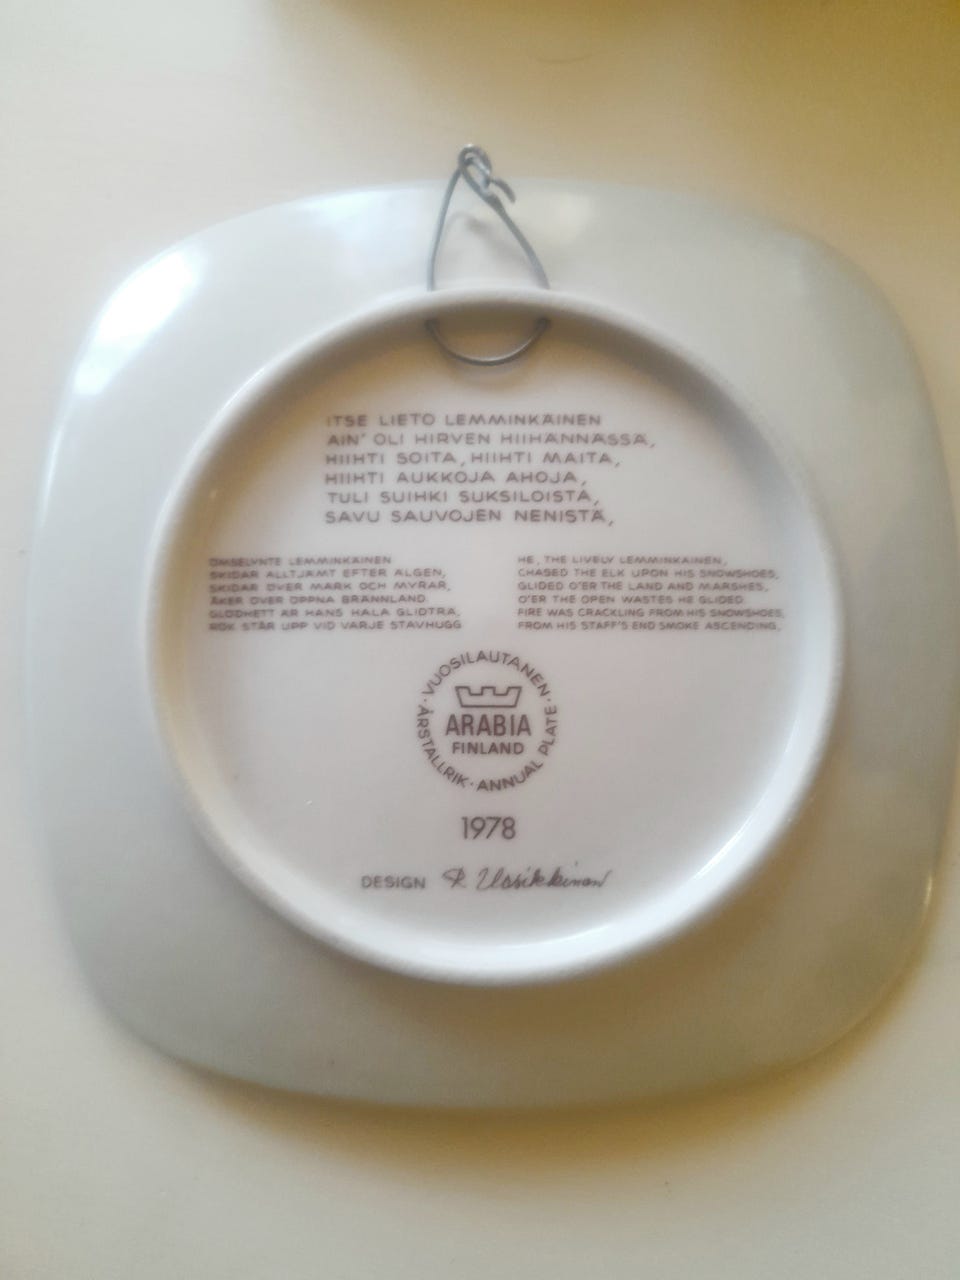 ITSE LIETO LEMMINKÄINEN
AIN' OLI HIRVEN HIIHÄNNÄSSÄ,
HIIHTI SOITA, HIIHTI MAITA,
HIIHTI AUKKOJA AHOJA,
TULI SUIHKI SUKSILOISTA,
SAVU SAUVOJEN NENISTÄ,
OMSELYNTE LEMMINKÄINEN
SKIDAR ALLTJÄMT EFTER ÄLGEN,
SKIDAR ÖVER MARK OCH MYRAR,
ÅKER ÖVER ÖPPNA BRÄNNLAND.
GLÖDHETT ÄR HANS HALA GLIDTRÄ,
RÖK STÅR UPP VID VARJE STAVHUGG
HE, THE LIVELY LEMMINKÄINEN,
CHASED THE ELK UPON HIS SNOWSHOES,
GLIDED O'ER THE LAND AND MARSHES,
O'ER THE OPEN WASTES HE GLIDED.
FIRE WAS CRACKLING FROM HIS SNOWSHOES,
FROM HIS STAFF'S END SMOKE ASCENDING,
· VUOSILAUTANEN · ANNUAL PLATE · ÅRSTALLRIK
ARABIA
FINLAND
1978
DESIGN R Uosikkinen